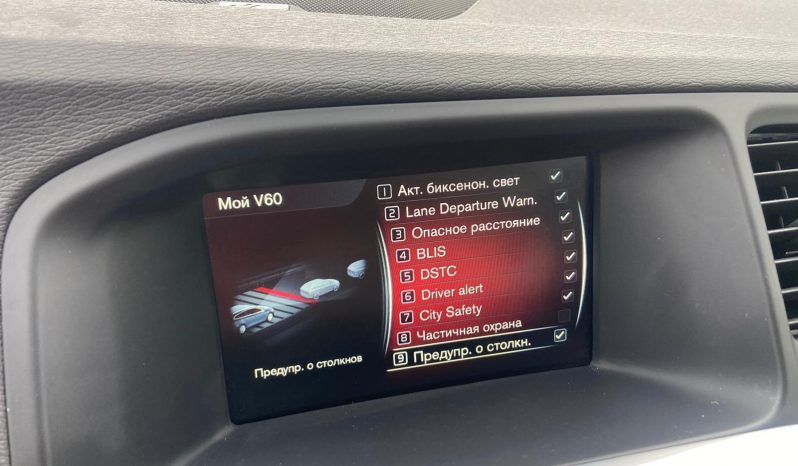 Мой V60
1 Акт. биксенон. свет
2 Lane Departure Warn.
3 Опасное расстояние
4 BLIS
5 DSTC
6 Driver alert
7 City Safety
8 Частичная охрана
9 Предупр. о столкн.
Предупр. о столкнов